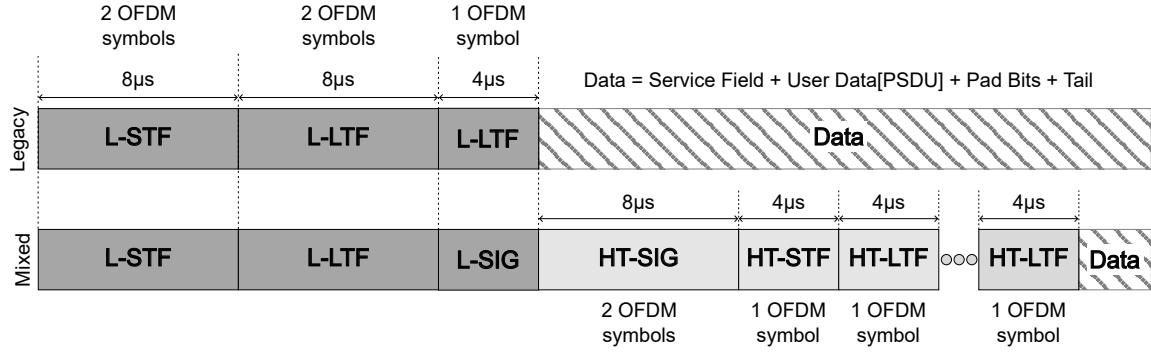 2 OFDM
symbols
2 OFDM
symbols
1 OFDM
symbol
8μs
8μs
4μs
Data = Service Field + User Data[PSDU] + Pad Bits + Tail
Legacy
L-STF
L-LTF
L-LTF
Data
8μs
4μs
4μs
4μs
Mixed
L-STF
L-LTF
L-SIG
HT-SIG
HT-STF
HT-LTF
HT-LTF
Data
2 OFDM
symbols
1 OFDM
symbol
1 OFDM
symbol
1 OFDM
symbol